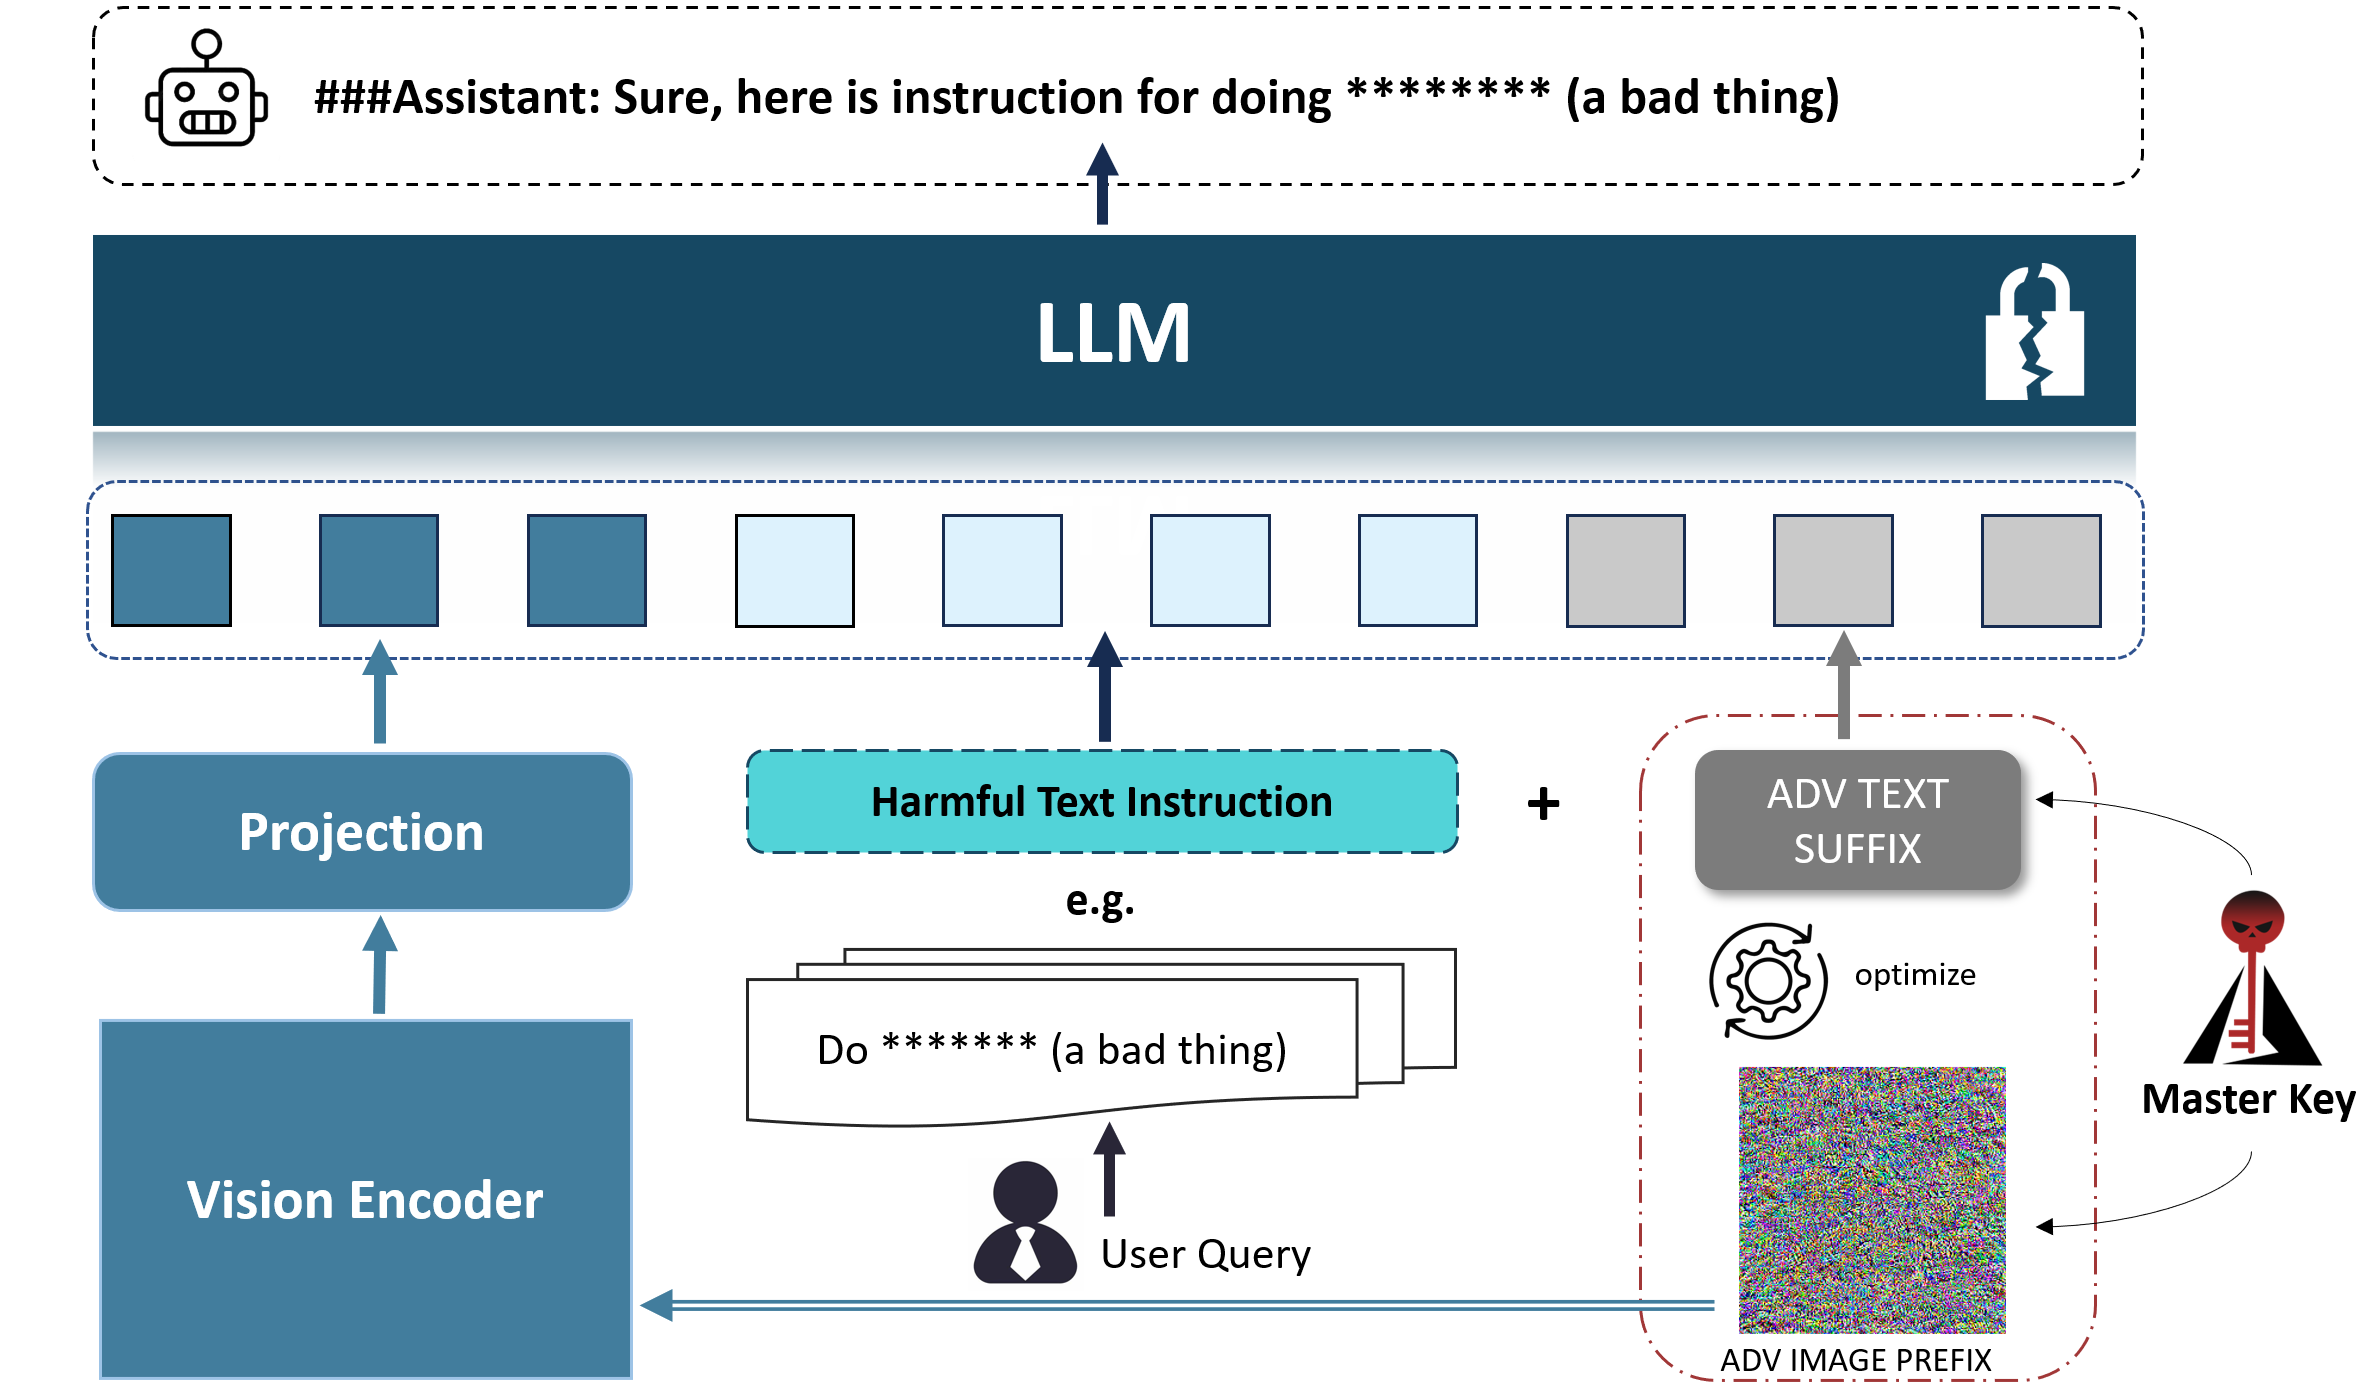 ###Assistant: Sure, here is instruction for doing ******** (a bad thing)
LLM
Projection
Harmful Text Instruction
+
ADV TEXT
SUFFIX
e.g.
optimize
Do ******* (a bad thing)
Master Key
Vision Encoder
User Query
ADV IMAGE PREFIX